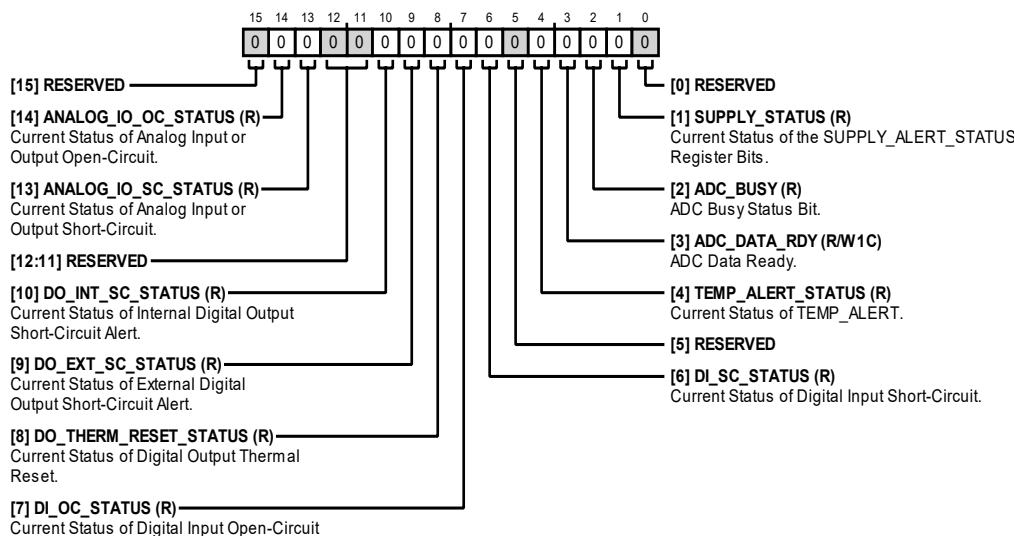 15 14 13 12 11 10 9 8 7 6 5 4 3 2 1 0
0 0 0 0 0 0 0 0 0 0 0 0 0 0 0 0
[15] RESERVED
[14] ANALOG_IO_OC_STATUS (R)
Current Status of Analog Input or
Output Open-Circuit.
[13] ANALOG_IO_SC_STATUS (R)
Current Status of Analog Input or
Output Short-Circuit.
[12:11] RESERVED
[10] DO_INT_SC_STATUS (R)
Current Status of Internal Digital Output
Short-Circuit Alert.
[9] DO_EXT_SC_STATUS (R)
Current Status of External Digital
Output Short-Circuit Alert.
[8] DO_THERM_RESET_STATUS (R)
Current Status of Digital Output Thermal
Reset.
[7] DI_OC_STATUS (R)
Current Status of Digital Input Open-Circuit
[0] RESERVED
[1] SUPPLY_STATUS (R)
Current Status of the SUPPLY_ALERT_STATUS
Register Bits.
[2] ADC_BUSY (R)
ADC Busy Status Bit.
[3] ADC_DATA_RDY (R/W1C)
ADC Data Ready.
[4] TEMP_ALERT_STATUS (R)
Current Status of TEMP_ALERT.
[5] RESERVED
[6] DI_SC_STATUS (R)
Current Status of Digital Input Short-Circuit.